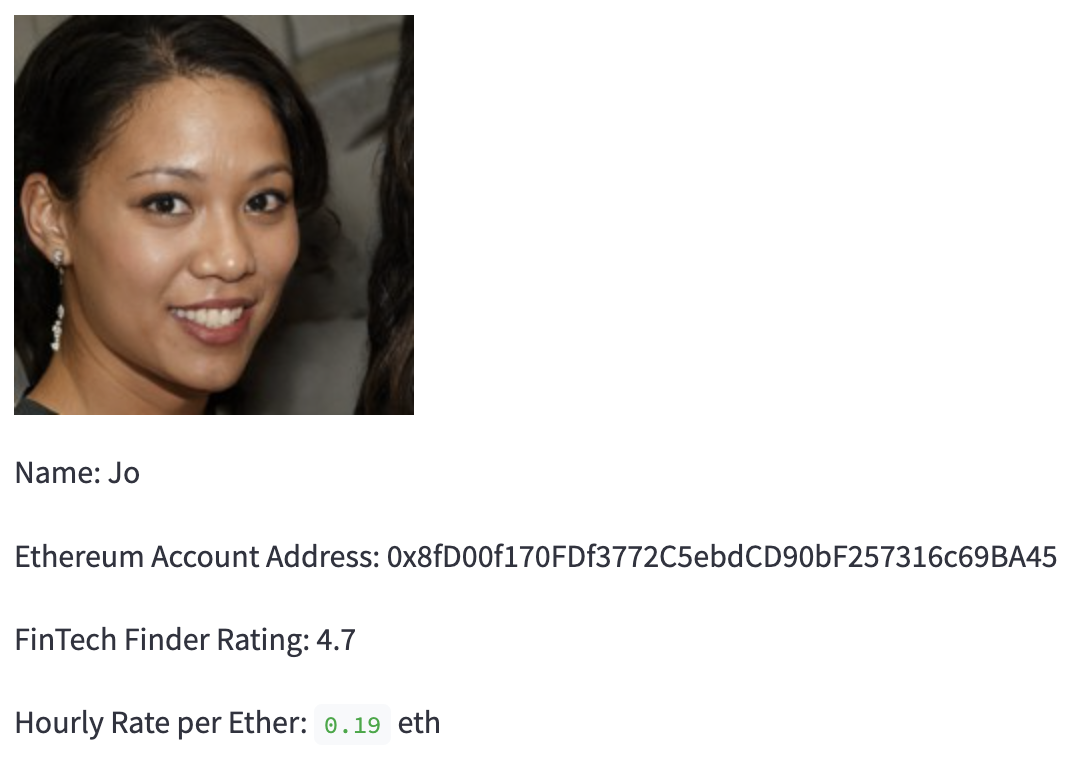 Name: Jo
Ethereum Account Address: 0x8fD00f170FDf3772C5ebdCD90bF257316c69BA45
FinTech Finder Rating: 4.7
Hourly Rate per Ether: 0.19 eth